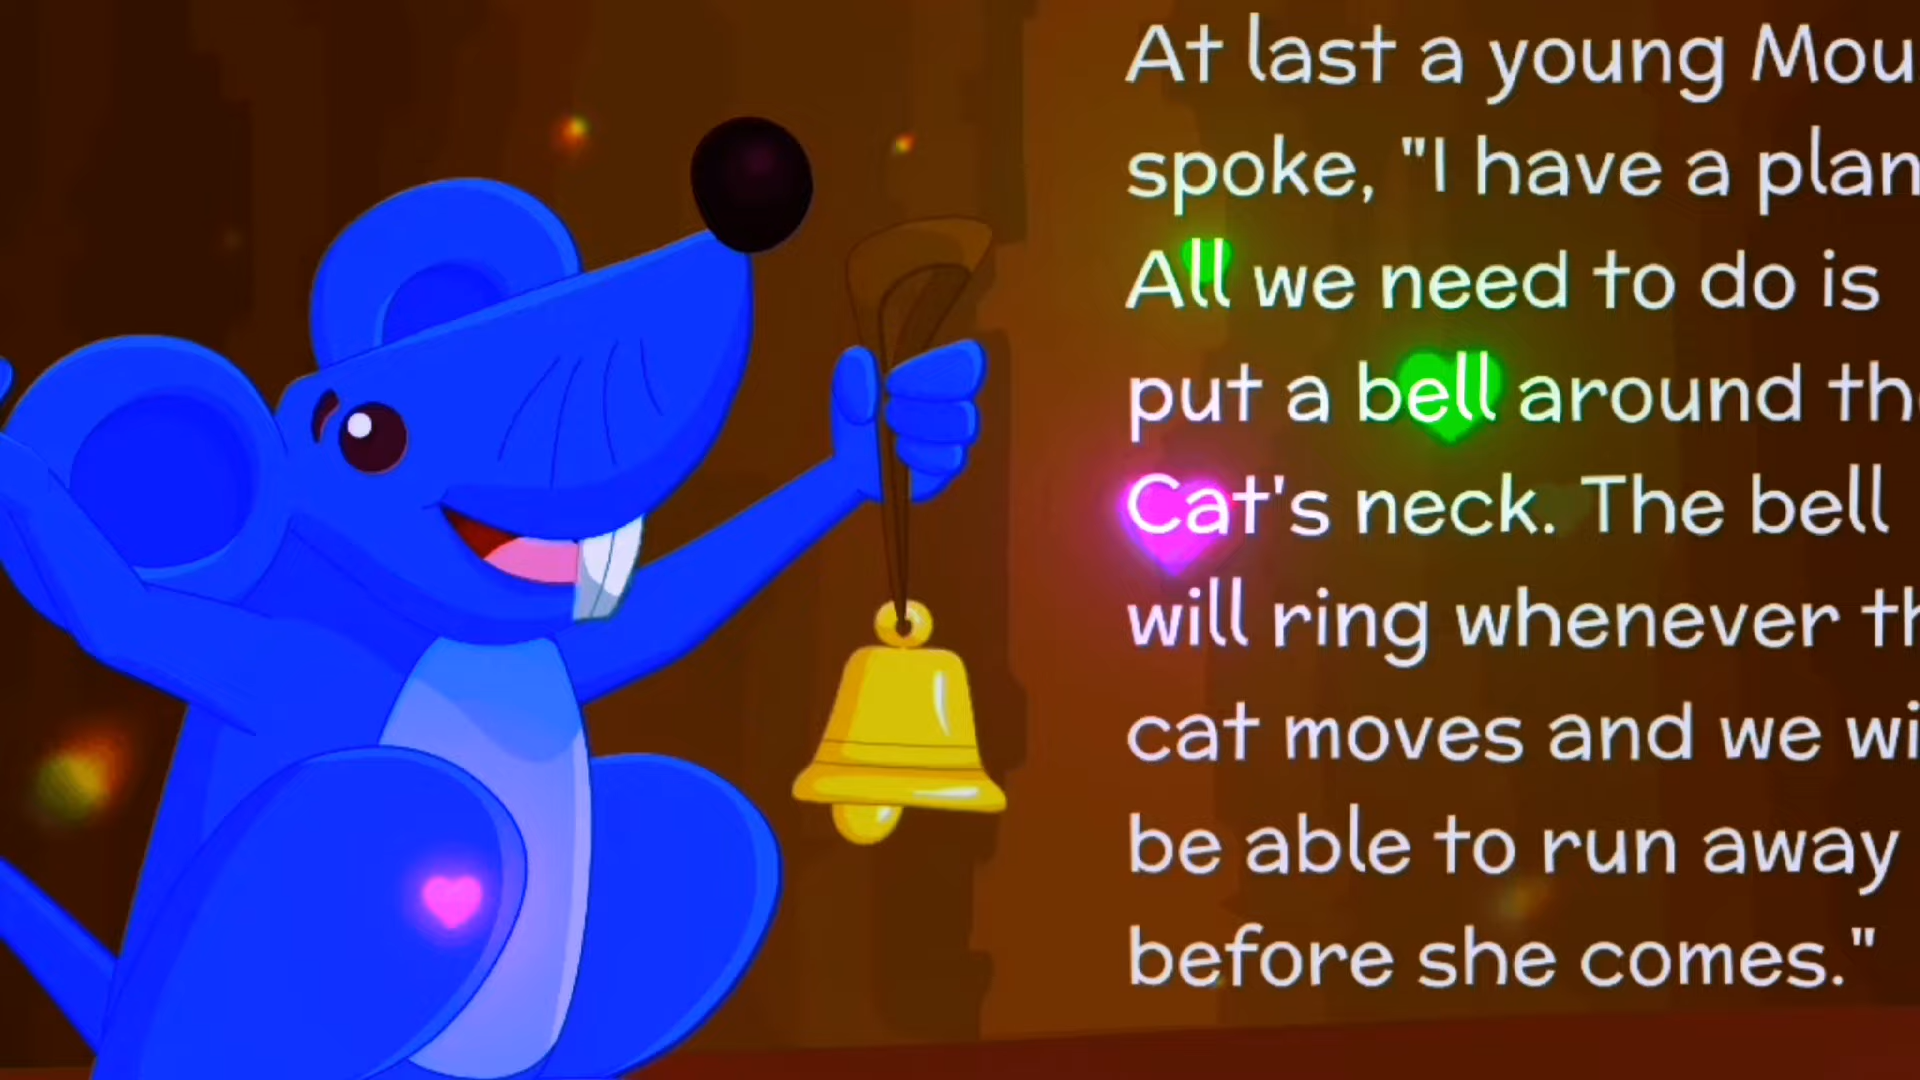 At last a young Mou
spoke, "I have a plan
All we need to do is
put a bell around the
Cat's neck. The bell
will ring whenever th
cat moves and we wi
be able to run away
before she comes."